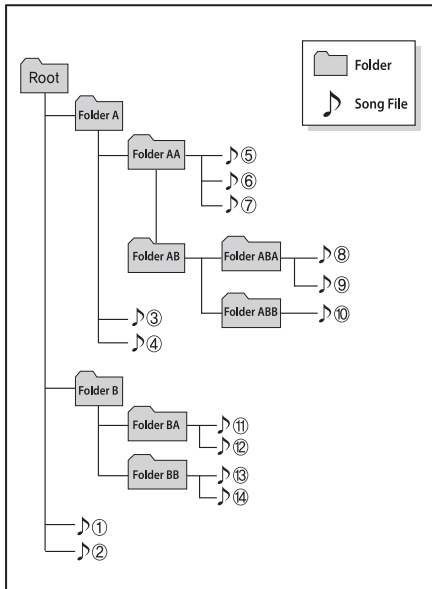 Root
Folder
Song File
Folder A
Folder AA
⑤
⑥
⑦
Folder AB
Folder ABA
⑧
⑨
Folder ABB
⑩
③
④
Folder B
Folder BA
⑪
⑫
Folder BB
⑬
⑭
①
②